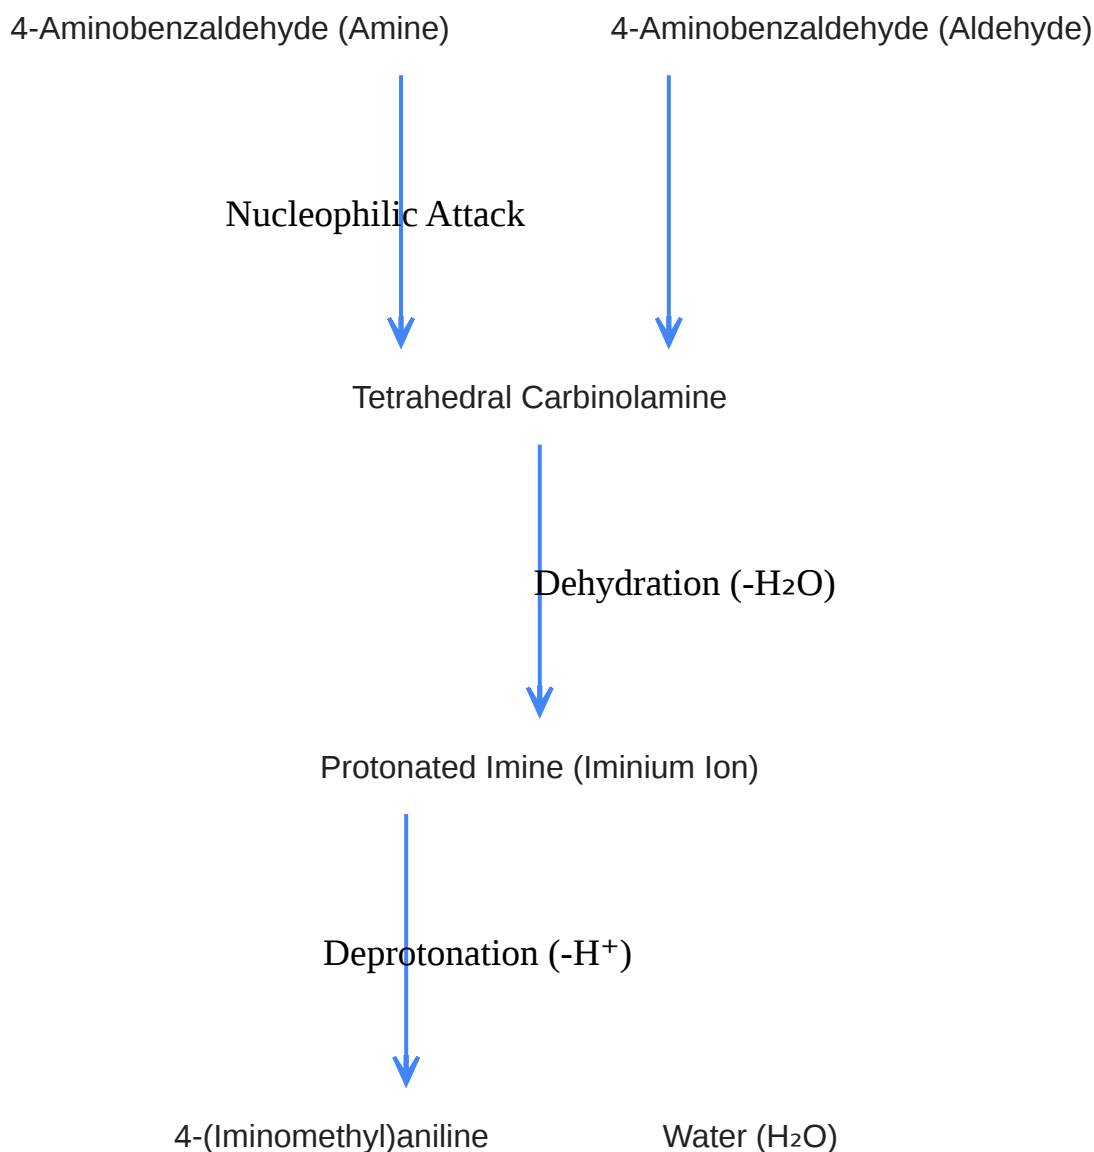 4-Aminobenzaldehyde (Amine)
4-Aminobenzaldehyde (Aldehyde)
Nucleophilic Attack
Tetrahedral Carbinolamine
Dehydration (-H₂O)
Protonated Imine (Iminium Ion)
Deprotonation (-H⁺)
4-(Iminomethyl)aniline
Water (H₂O)